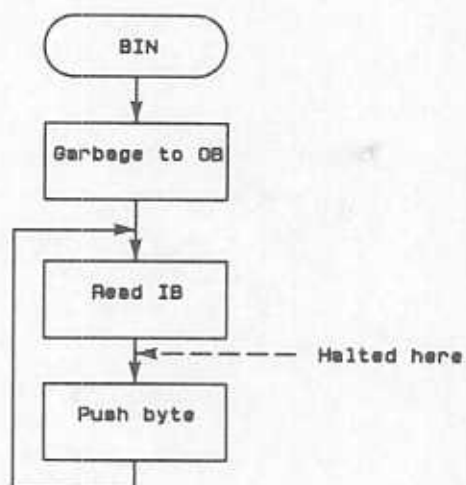 BIN
Garbage to OB
Read IB
Halted here
Push byte